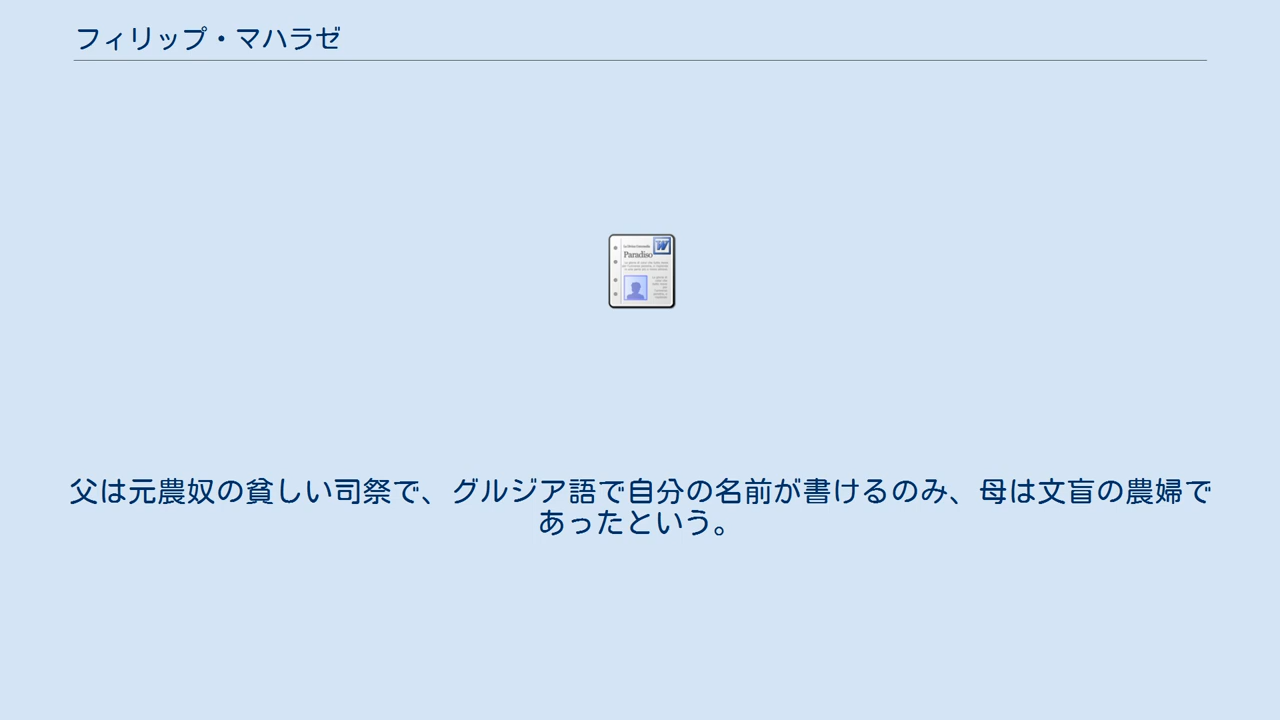 フィリップ・マハラゼ
Paradiso
W
父は元農奴の貧しい司祭で、グルジア語で自分の名前が書けるのみ、母は文盲の農婦で
あったという。